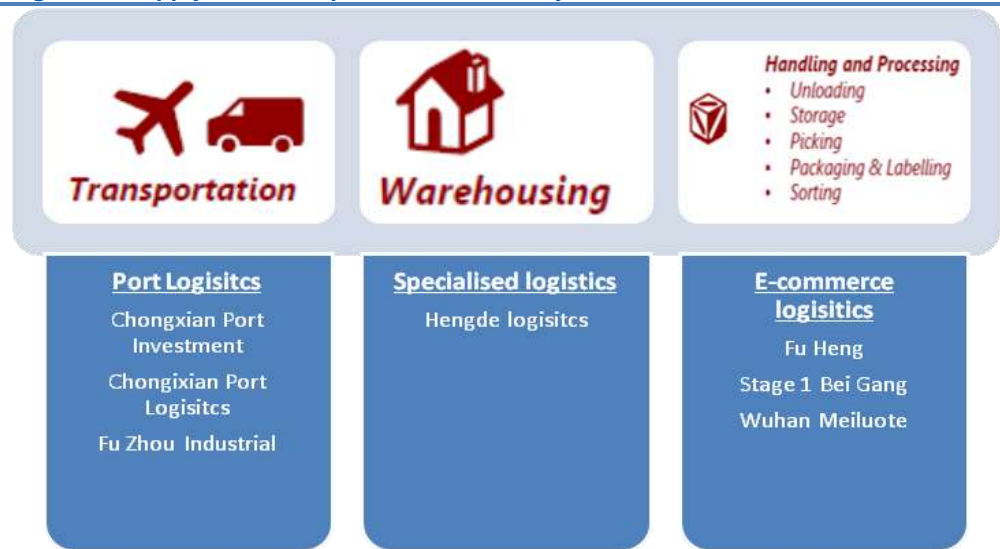 Transportation
Warehousing
Handling and Processing
• Unloading
• Storage
• Picking
• Packaging & Labelling
• Sorting
Port Logisitcs
Chongxian Port
Investment
Chongixian Port
Logisitcs
Fu Zhou Industrial
Specialised logistics
Hengde logisitcs
E-commerce
logisitics
Fu Heng
Stage 1 Bei Gang
Wuhan Meiluote